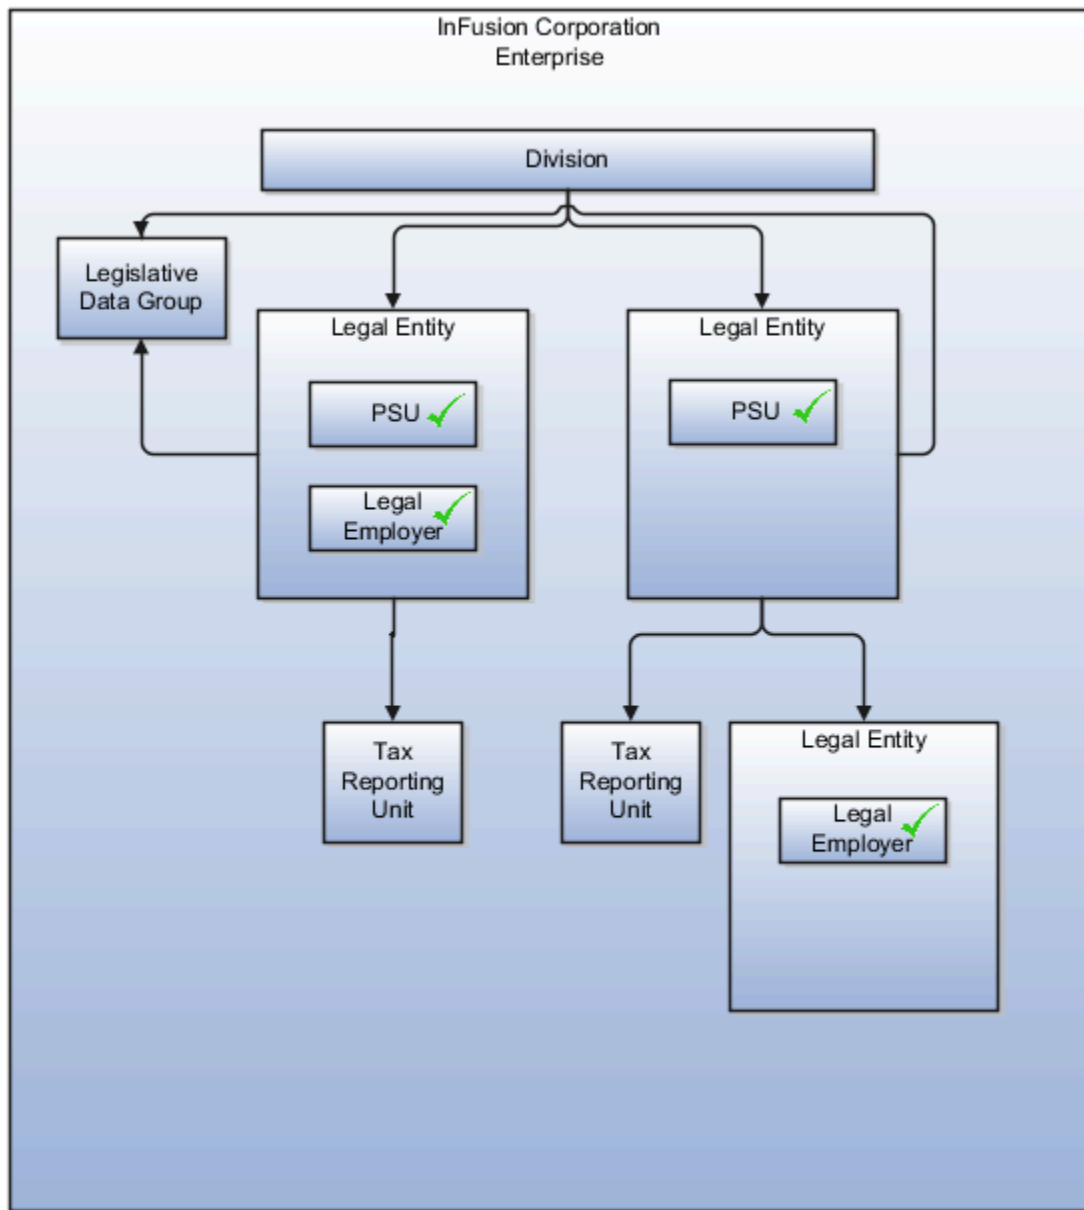 InFusion Corporation
Enterprise
Division
Legislative
Data Group
Legal Entity
PSU
Legal
Employer
Legal Entity
PSU
Tax
Reporting
Unit
Tax
Reporting
Unit
Legal Entity
Legal
Employer